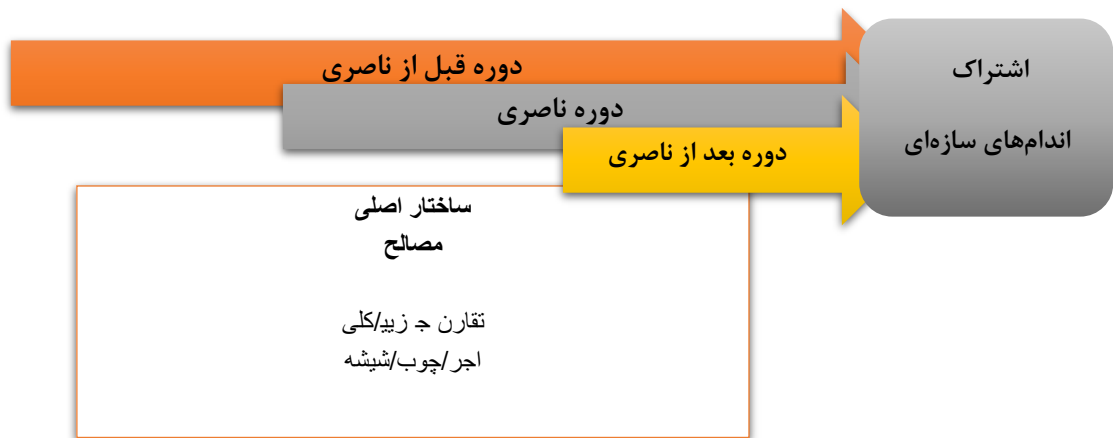 دوره قبل از ناصری
دوره ناصری
دوره بعد از ناصری
اشتراک
اندام‌های سازه‌ای
ساختار اصلی
مصالح
تقارن جزیی/کلی
اجر/چوب/شیشه